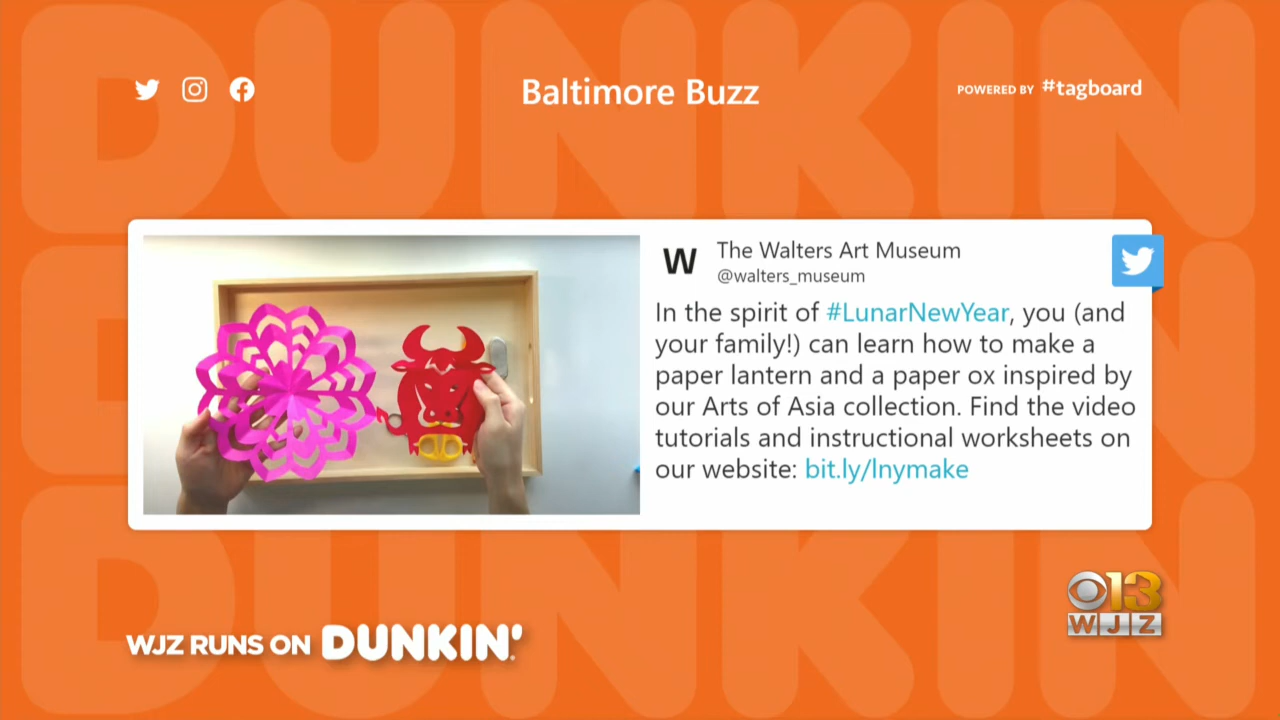 Baltimore Buzz
POWERED BY #tagboard
W
The Walters Art Museum
@walters_museum
In the spirit of #LunarNewYear, you (and
your family!) can learn how to make a
paper lantern and a paper ox inspired by
our Arts of Asia collection. Find the video
tutorials and instructional worksheets on
our website: bit.ly/lnymake
WJZ RUNS ON DUNKIN'
13
WJZ
DUNKIN
DUNKIN